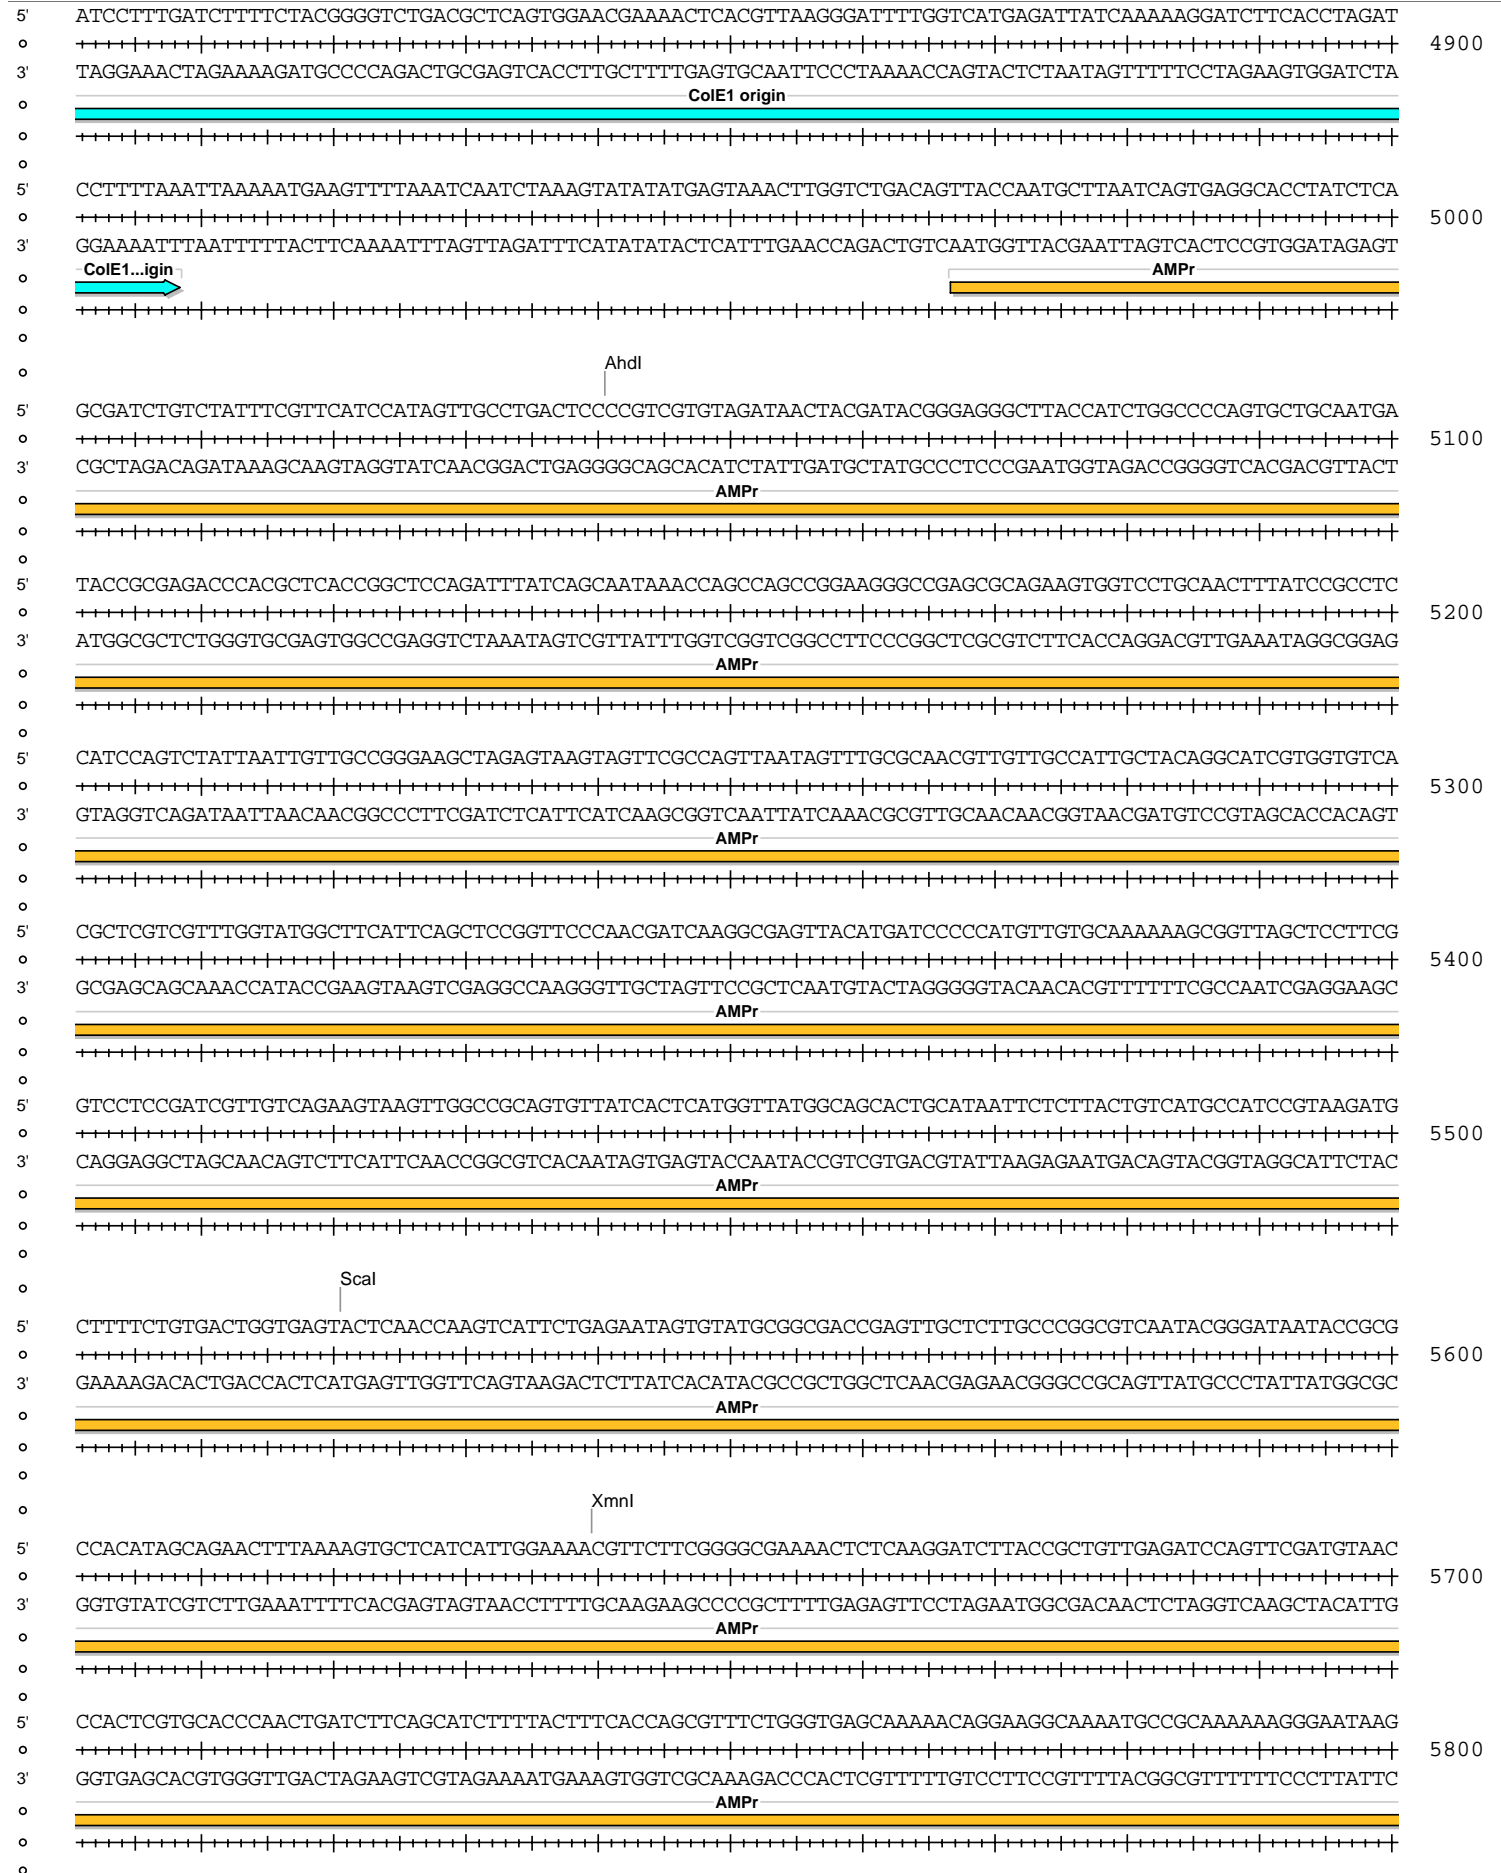 5' ATCCTTTGATCTTTTCTACGGGGTCTGACGCTCAGTGGAACGAAAACTCACGTTAAGGGATTTTGGTCATGAGATTATCAAAAAGGATCTTCACCTAGAT
4900
3' TAGGAAACTAGAAAAGATGCCCCAGACTGCGAGTCACCTTGCTTTTGAGTGCAATTCCCTAAAACCAGTACTCTAATAGTTTTTCCTAGAAGTGGATCTA
ColE1 origin
5' CCTTTTAAATTAAAAATGAAGTTTTAAATCAATCTAAAGTATATATGAGTAAACTTGGTCTGACAGTTACCAATGCTTAATCAGTGAGGCACCTATCTCA
5000
3' GGAAAATTTAATTTTTACTTCAAAATTTAGTTAGATTTCATATATACTCATTTGAACCAGACTGTCAATGGTTACGAATTAGTCACTCCGTGGATAGAGT
ColE1...igin AMPr
AhdI
5' GCGATCTGTCTATTTCGTTCATCCATAGTTGCCTGACTCCCCGTCGTGTAGATAACTACGATACGGGAGGGCTTACCATCTGGCCCCAGTGCTGCAATGA
5100
3' CGCTAGACAGATAAAGCAAGTAGGTATCAACGGACTGAGGGGCAGCACATCTATTGATGCTATGCCCTCCCGAATGGTAGACCGGGGTCACGACGTTACT
AMPr
5' TACCGCGAGACCCACGCTCACCGGCTCCAGATTTATCAGCAATAAACCAGCCAGCCGGAAGGGCCGAGCGCAGAAGTGGTCCTGCAACTTTATCCGCCTC
5200
3' ATGGCGCTCTGGGTGCGAGTGGCCGAGGTCTAAATAGTCGTTATTTGGTCGGTCGGCCTTCCCGGCTCGCGTCTTCACCAGGACGTTGAAATAGGCGGAG
AMPr
5' CATCCAGTCTATTAATTGTTGCCGGGAAGCTAGAGTAAGTAGTTCGCCAGTTAATAGTTTGCGCAACGTTGTTGCCATTGCTACAGGCATCGTGGTGTCA
5300
3' GTAGGTCAGATAATTAACAACGGCCCTTCGATCTCATTCATCAAGCGGTCAATTATCAAACGCGTTGCAACAACGGTAACGATGTCCGTAGCACCACAGT
AMPr
5' CGCTCGTCGTTTGGTATGGCTTCATTCAGCTCCGGTTCCCAACGATCAAGGCGAGTTACATGATCCCCCATGTTGTGCAAAAAAGCGGTTAGCTCCTTCG
5400
3' GCGAGCAGCAAACCATACCGAAGTAAGTCGAGGCCAAGGGTTGCTAGTTCCGCTCAATGTACTAGGGGGTACAACACGTTTTTTCGCCAATCGAGGAAGC
AMPr
5' GTCCTCCGATCGTTGTCAGAAGTAAGTTGGCCGCAGTGTTATCACTCATGGTTATGGCAGCACTGCATAATTCTCTTACTGTCATGCCATCCGTAAGATG
5500
3' CAGGAGGCTAGCAACAGTCTTCATTCAACCGGCGTCACAATAGTGAGTACCAATACCGTCGTGACGTATTAAGAGAATGACAGTACGGTAGGCATTCTAC
AMPr
ScaI
5' CTTTTCTGTGACTGGTGAGTACTCAACCAAGTCATTCTGAGAATAGTGTATGCGGCGACCGAGTTGCTCTTGCCCGGCGTCAATACGGGATAATACCGCG
5600
3' GAAAAGACACTGACCACTCATGAGTTGGTTCAGTAAGACTCTTATCACATACGCCGCTGGCTCAACGAGAACGGGCCGCAGTTATGCCCTATTATGGCGC
AMPr
XmnI
5' CCACATAGCAGAACTTTAAAAGTGCTCATCATTGGAAAACGTTCTTCGGGGCGAAAACTCTCAAGGATCTTACCGCTGTTGAGATCCAGTTCGATGTAAC
5700
3' GGTGTATCGTCTTGAAATTTTCACGAGTAGTAACCTTTTGCAAGAAGCCCCGCTTTTGAGAGTTCCTAGAATGGCGACAACTCTAGGTCAAGCTACATTG
AMPr
5' CCACTCGTGCACCCAACTGATCTTCAGCATCTTTTACTTTCACCAGCGTTTCTGGGTGAGCAAAAACAGGAAGGCAAAATGCCGCAAAAAAGGGAATAAG
5800
3' GGTGAGCACGTGGGTTGACTAGAAGTCGTAGAAAATGAAAGTGGTCGCAAAGACCCACTCGTTTTTGTCCTTCCGTTTTACGGCGTTTTTTCCCTTATTC
AMPr